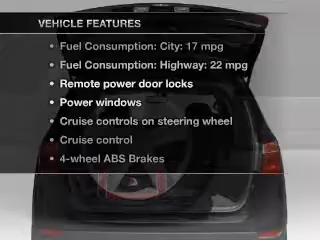 VEHICLE FEATURES
• Fuel Consumption: City: 17 mpg
• Fuel Consumption: Highway: 22 mpg
• Remote power door locks
• Power windows
• Cruise controls on steering wheel
• Cruise control
• 4-wheel ABS Brakes